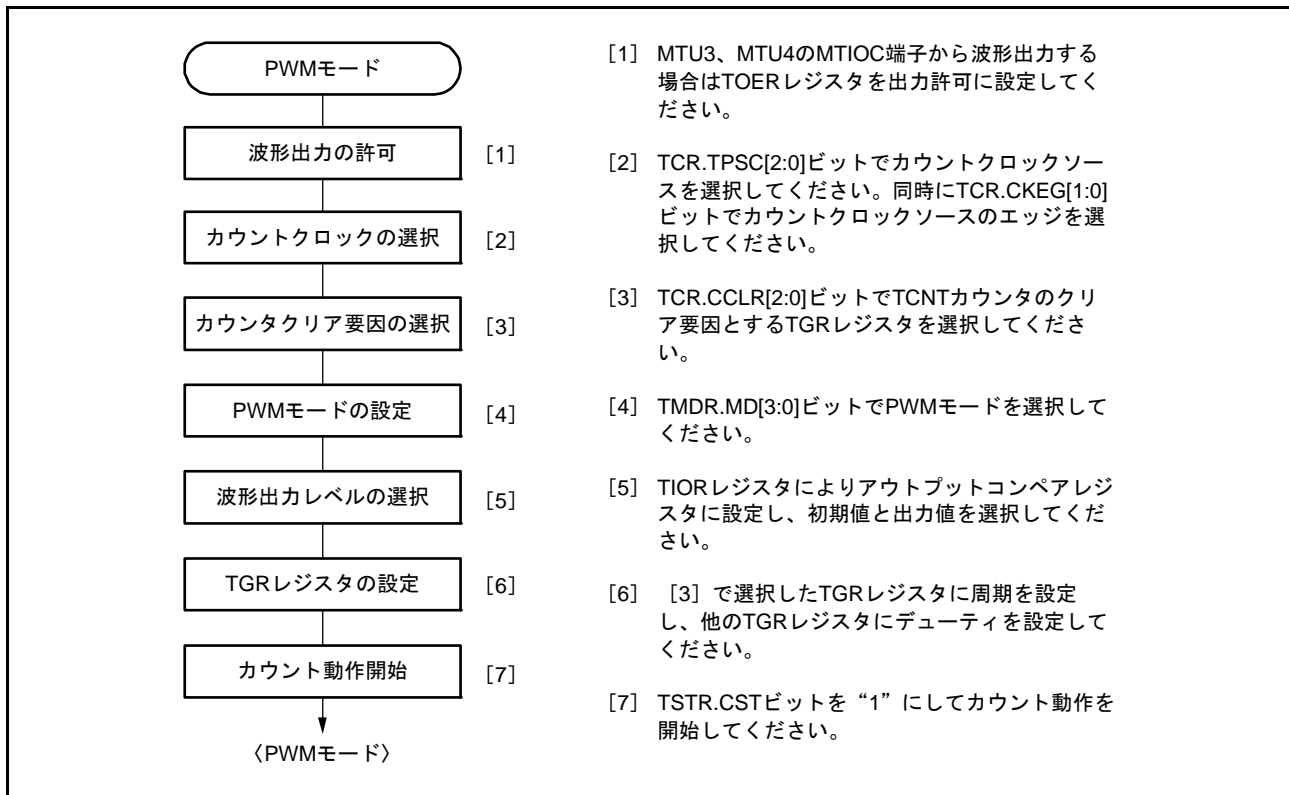 PWMモード
波形出力の許可 [1]
カウントクロックの選択 [2]
カウンタクリア要因の選択 [3]
PWMモードの設定 [4]
波形出力レベルの選択 [5]
TGRレジスタの設定 [6]
カウント動作開始 [7]
〈PWMモード〉
[1] MTU3、MTU4のMTIOC端子から波形出力する
場合はTOERレジスタを出力許可に設定してく
ださい。
[2] TCR.TPSC[2:0]ビットでカウントクロックソー
スを選択してください。同時にTCR.CKEG[1:0]
ビットでカウントクロックソースのエッジを選
択してください。
[3] TCR.CCLR[2:0]ビットでTCNTカウンタのクリ
ア要因とするTGRレジスタを選択してくださ
い。
[4] TMDR.MD[3:0]ビットでPWMモードを選択して
ください。
[5] TIORレジスタによりアウトプットコンペアレジ
スタに設定し、初期値と出力値を選択してくだ
さい。
[6] [3]で選択したTGRレジスタに周期を設定
し、他のTGRレジスタにデューティを設定して
ください。
[7] TSTR.CSTビットを“1”にしてカウント動作を
開始してください。